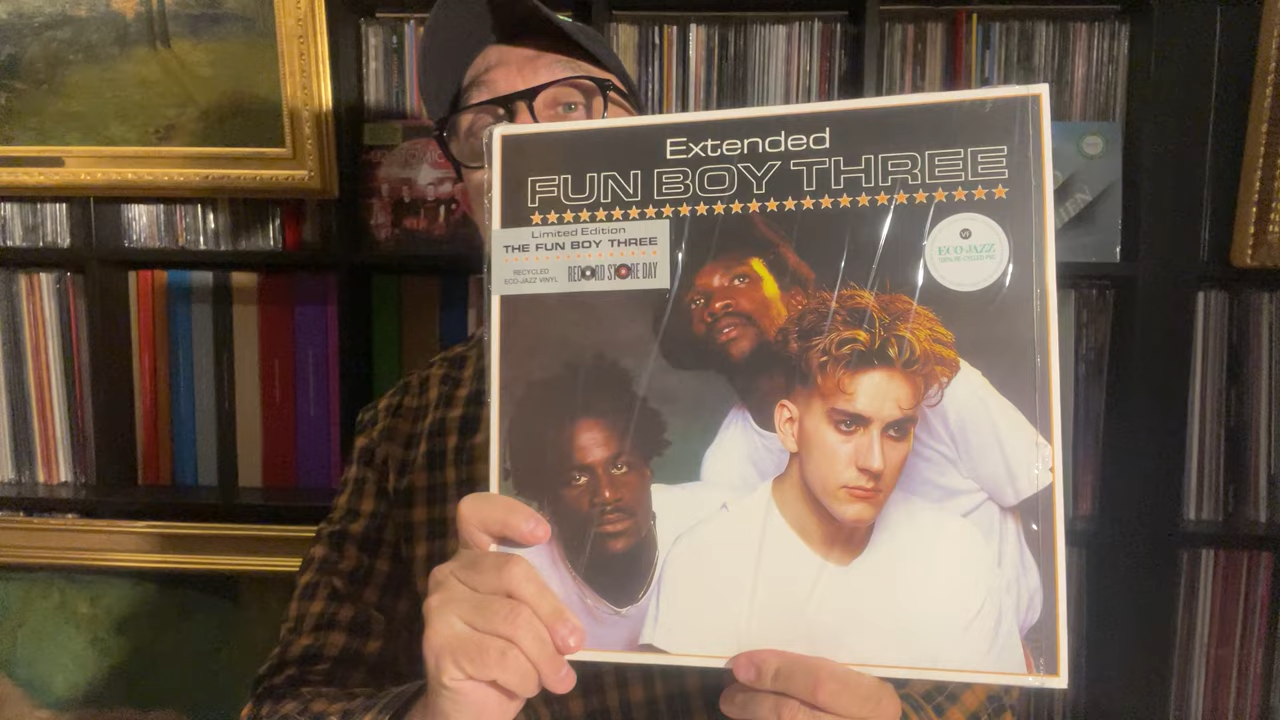 Extended
FUN BOY THREE
Limited Edition
THE FUN BOY THREE
RECYCLED
ECO-JAZZ VINYL
RECORD STORE DAY
VF
ECO JAZZ